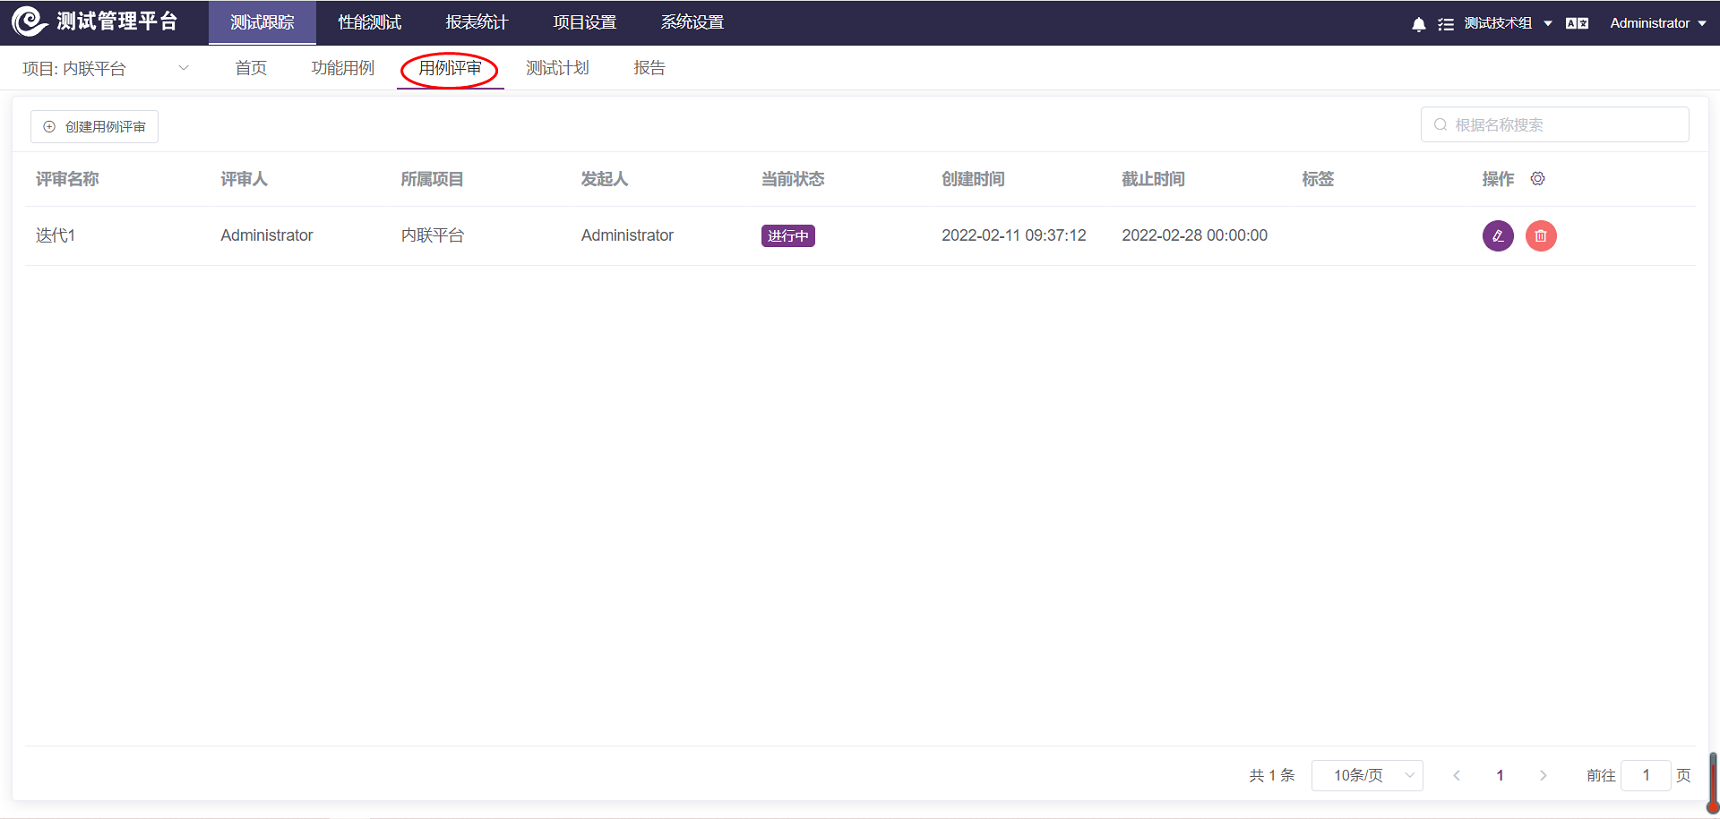 测试管理平台 测试跟踪 性能测试 报表统计 项目设置 系统设置 测试技术组 Administrator
项目: 内联平台 首页 功能用例 用例评审 测试计划 报告
创建用例评审 根据名称搜索
评审名称 评审人 所属项目 发起人 当前状态 创建时间 截止时间 标签 操作
迭代1 Administrator 内联平台 Administrator 进行中 2022-02-11 09:37:12 2022-02-28 00:00:00
共 1 条 10条/页 1 前往 1 页